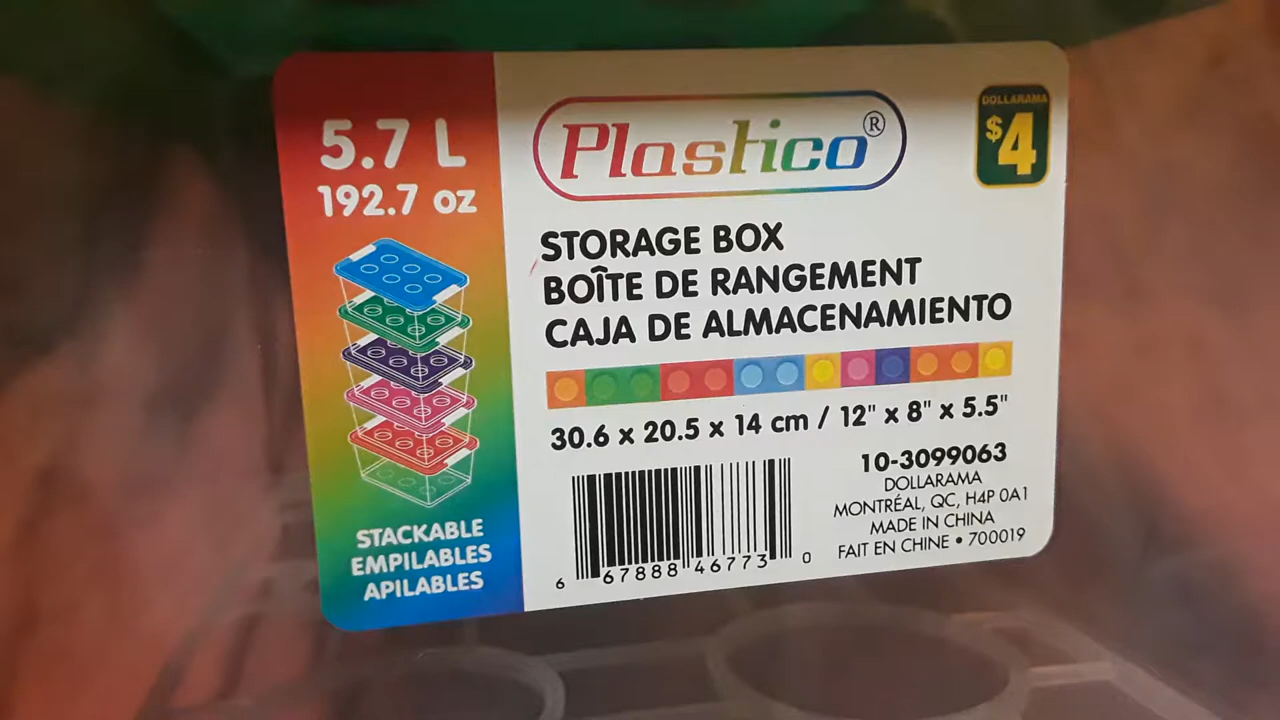 5.7 L
192.7 oz
STACKABLE
EMPILABLES
APILABLES
Plastico®
DOLLARAMA
$4
STORAGE BOX
BOÎTE DE RANGEMENT
CAJA DE ALMACENAMIENTO
30.6 x 20.5 x 14 cm / 12" x 8" x 5.5"
6 67888 46773 0
10-3099063
DOLLARAMA
MONTRÉAL, QC, H4P 0A1
MADE IN CHINA
FAIT EN CHINE • 700019